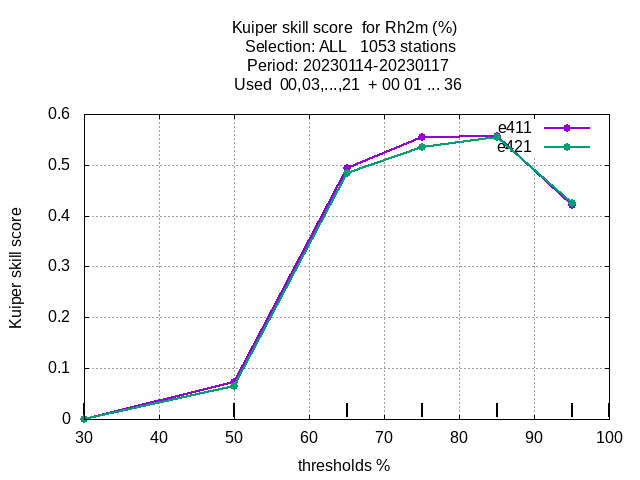 Kuiper skill score  for Rh2m (%)
Selection: ALL   1053 stations
Period: 20230114-20230117
Used  00,03,...,21  + 00 01 ... 36
0.6
0.5
0.4
0.3
0.2
0.1
0
Kuiper skill score
e411
e421
30 40 50 60 70 80 90 100
thresholds %